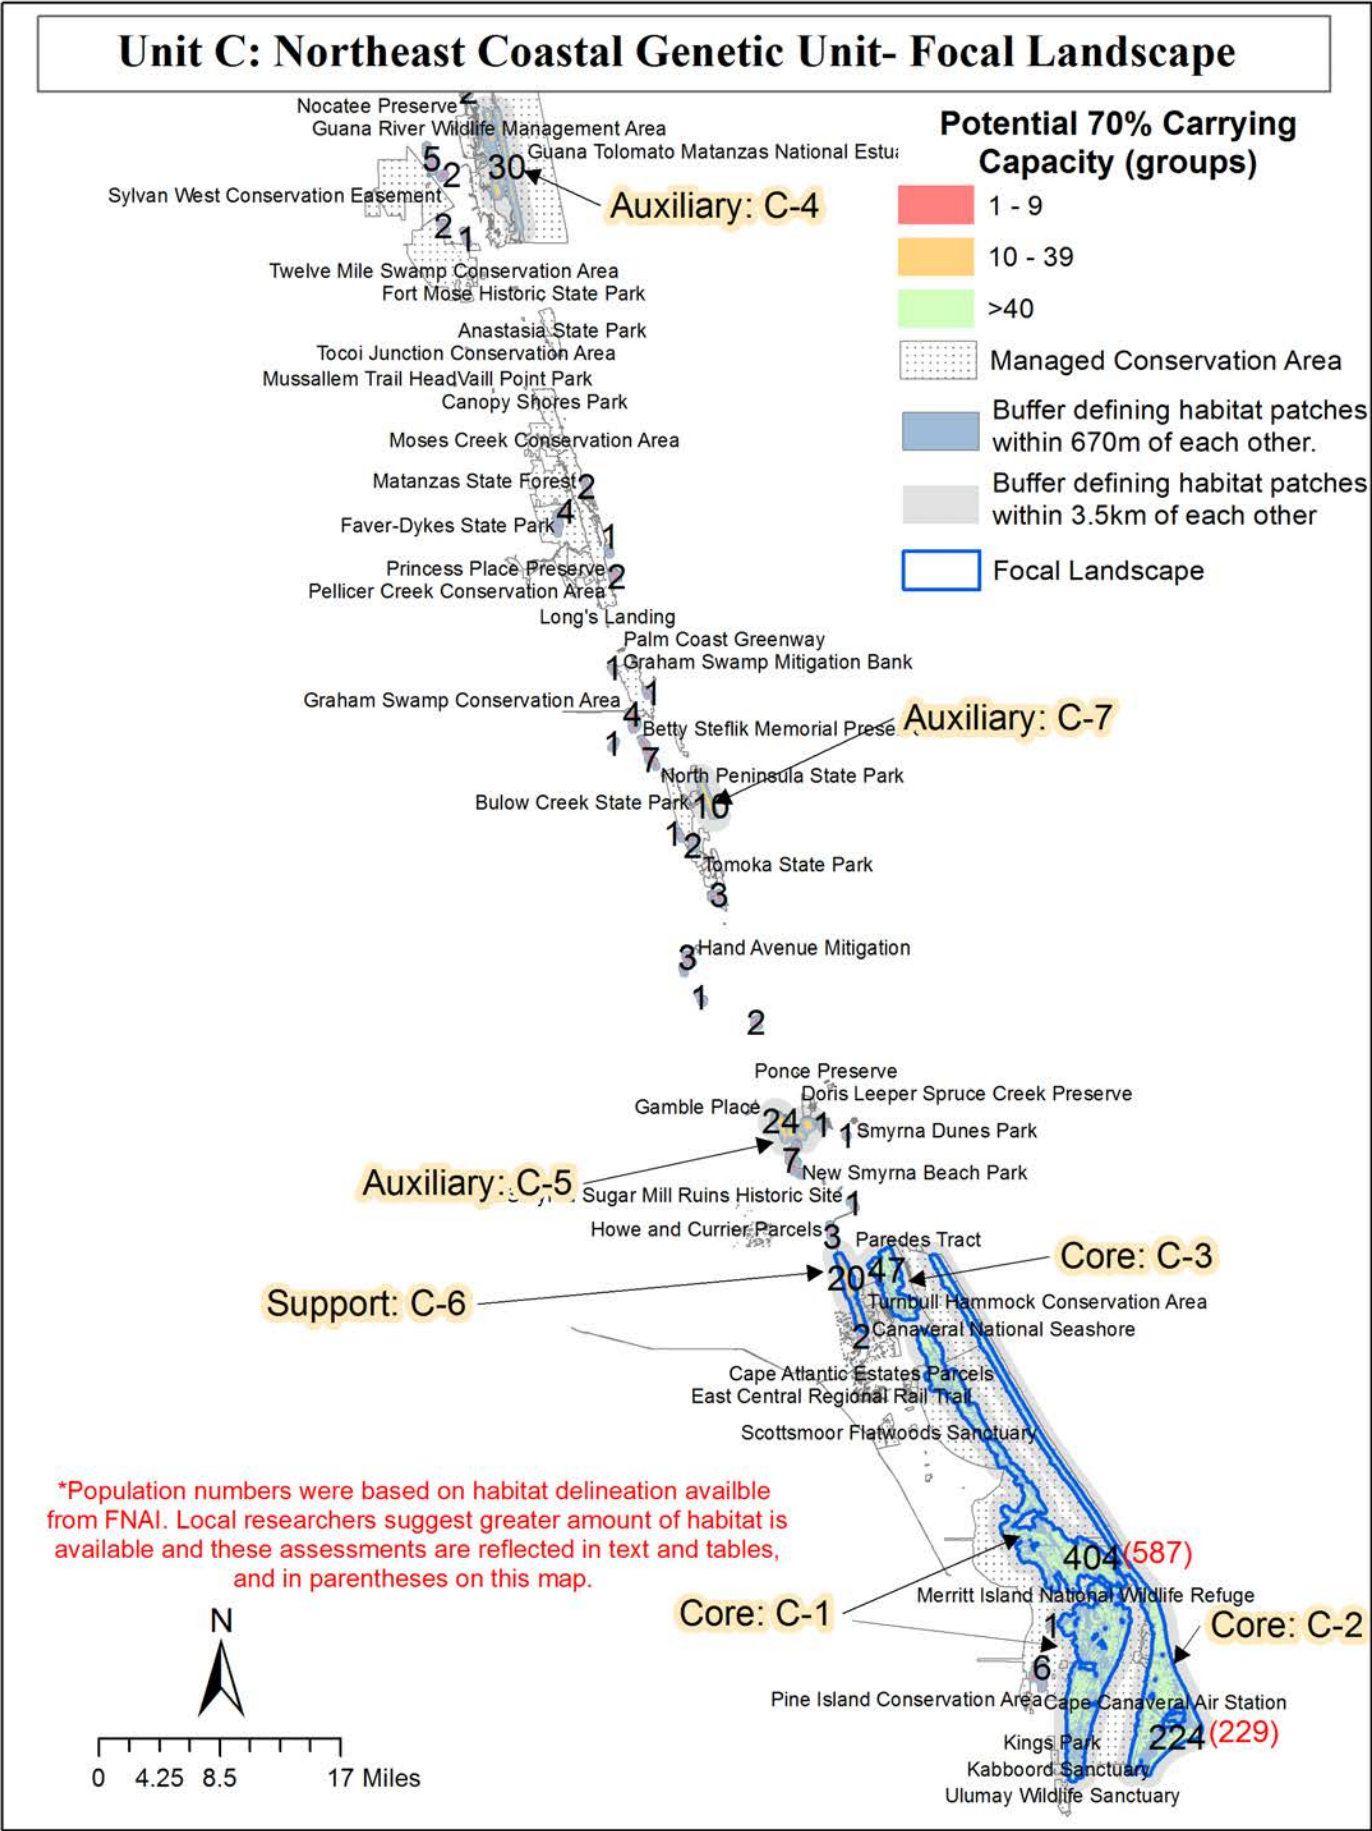 Unit C: Northeast Coastal Genetic Unit- Focal Landscape
Nocatee Preserve
2
Guana River Wildlife Management Area
Guana Tolomato Matanzas National Estua
5
2
30
Sylvan West Conservation Easement
Auxiliary: C-4
2
1
Twelve Mile Swamp Conservation Area
Fort Mose Historic State Park
Anastasia State Park
Tocoi Junction Conservation Area
Mussallem Trail Head
Vaill Point Park
Canopy Shores Park
Moses Creek Conservation Area
Matanzas State Forest
2
4
Faver-Dykes State Park
1
Princess Place Preserve
2
Pellicer Creek Conservation Area
Long's Landing
Palm Coast Greenway
1
Graham Swamp Mitigation Bank
1
Graham Swamp Conservation Area
4
Auxiliary: C-7
Betty Steflik Memorial Prese
1
7
North Peninsula State Park
Bulow Creek State Park
10
1
2
Tomoka State Park
3
Hand Avenue Mitigation
3
1
2
Ponce Preserve
Doris Leeper Spruce Creek Preserve
Gamble Place
24
1
1
Smyrna Dunes Park
7
New Smyrna Beach Park
Auxiliary: C-5
Sugar Mill Ruins Historic Site
1
Howe and Currier Parcels
3
Paredes Tract
Core: C-3
20
47
Support: C-6
Turnbull Hammock Conservation Area
2
Canaveral National Seashore
Cape Atlantic Estates Parcels
East Central Regional Rail Trail
Scottsmoor Flatwoods Sanctuary
404
(587)
Merritt Island National Wildlife Refuge
Core: C-1
1
Core: C-2
6
Pine Island Conservation Area
Cape Canaveral Air Station
224
(229)
Kings Park
Kabboord Sanctuary
Ulumay Wildlife Sanctuary
Potential 70% Carrying
Capacity (groups)
1 - 9
10 - 39
>40
Managed Conservation Area
Buffer defining habitat patches
within 670m of each other.
Buffer defining habitat patches
within 3.5km of each other
Focal Landscape
*Population numbers were based on habitat delineation availble
from FNAI. Local researchers suggest greater amount of habitat is
available and these assessments are reflected in text and tables,
and in parentheses on this map.
N
0 4.25 8.5 17 Miles